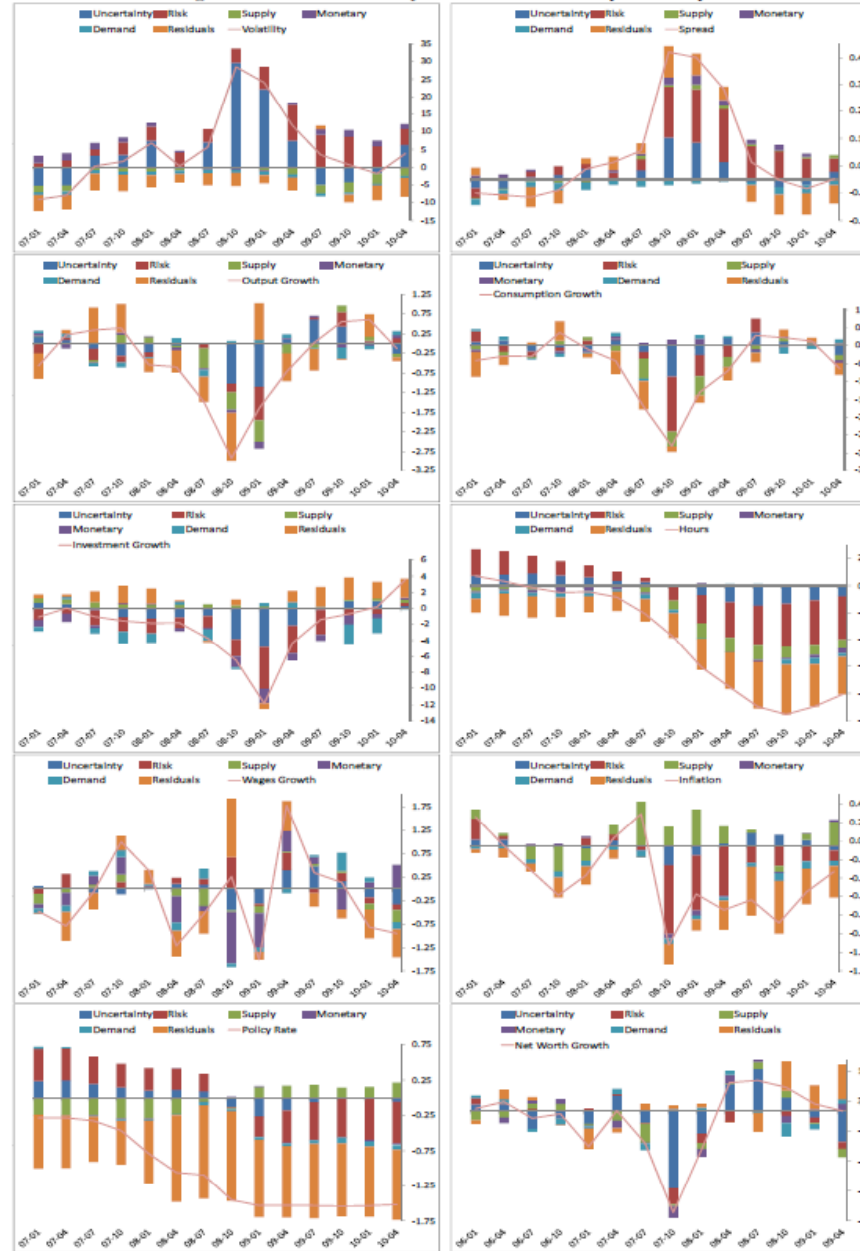 Uncertainty Risk Supply Monetary
Demand Residuals Volatility
35
30
25
20
15
10
5
0
-5
-10
-15
07-01 07-04 07-07 07-10 08-01 08-04 08-07 08-10 09-01 09-04 09-07 09-10 10-01 10-04
Uncertainty Risk Supply Monetary
Demand Residuals Spread
07-01 07-04 07-07 07-10 08-01 08-04 08-07 08-10 09-01 09-04 09-07 09-10 10-01 10-04
Uncertainty Risk Supply Monetary
Demand Residuals Output Growth
1.25
0.75
0.25
-0.25
-0.75
-1.25
-1.75
-2.25
-2.75
-3.25
07-01 07-04 07-07 07-10 08-01 08-04 08-07 08-10 09-01 09-04 09-07 09-10 10-01 10-04
Uncertainty Risk Supply
Monetary Demand Residuals
Consumption Growth
07-01 07-04 07-07 07-10 08-01 08-04 08-07 08-10 09-01 09-04 09-07 09-10 10-01 10-04
Uncertainty Risk Supply
Monetary Demand Residuals
Investment Growth
6
4
2
0
-2
-4
-6
-8
-10
-12
-14
07-01 07-04 07-07 07-10 08-01 08-04 08-07 08-10 09-01 09-04 09-07 09-10 10-01 10-04
Uncertainty Risk Supply Monetary
Demand Residuals Hours
07-01 07-04 07-07 07-10 08-01 08-04 08-07 08-10 09-01 09-04 09-07 09-10 10-01 10-04
Uncertainty Risk Supply Monetary
Demand Residuals Wages Growth
1.75
1.25
0.75
0.25
-0.25
-0.75
-1.25
-1.75
07-01 07-04 07-07 07-10 08-01 08-04 08-07 08-10 09-01 09-04 09-07 09-10 10-01 10-04
Uncertainty Risk Supply Monetary
Demand Residuals Inflation
07-01 07-04 07-07 07-10 08-01 08-04 08-07 08-10 09-01 09-04 09-07 09-10 10-01 10-04
Uncertainty Risk Supply Monetary
Demand Residuals Policy Rate
0.75
0.25
-0.25
-0.75
-1.25
-1.75
07-01 07-04 07-07 07-10 08-01 08-04 08-07 08-10 09-01 09-04 09-07 09-10 10-01 10-04
Uncertainty Risk Supply
Monetary Demand Residuals
Net Worth Growth
06-01 06-04 06-07 06-10 07-01 07-04 07-07 07-10 08-01 08-04 08-07 08-10 09-01 09-04